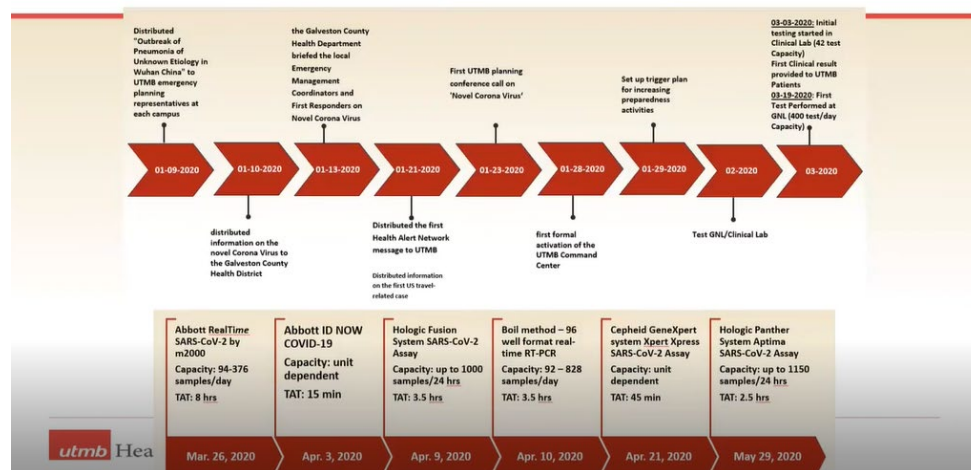 Distributed
"Outbreak of
Pneumonia of
Unknown Etiology in
Wuhan China" to
UTMB emergency
planning
representatives at
each campus
the Galveston County
Health Department
briefed the local
Emergency
Management
Coordinators and
First Responders on
Novel Corona Virus
First UTMB planning
conference call on
'Novel Corona Virus'
Set up trigger plan
for increasing
preparedness
activities
03-03-2020: Initial
testing started in
Clinical Lab (42 test
Capacity)
First Clinical result
provided to UTMB
Patients
03-19-2020: First
Test Performed at
GNL (400 test/day
Capacity)
01-09-2020
01-10-2020
01-13-2020
01-21-2020
01-23-2020
01-28-2020
01-29-2020
02-2020
03-2020
distributed
information on the
novel Corona Virus to
the Galveston County
Health District
Distributed the first
Health Alert Network
message to UTMB
Distributed information
on the first US travel-
related case
first formal
activation of the
UTMB Command
Center
Test GNL/Clinical Lab
Abbott RealTime
SARS-CoV-2 by
m2000
Capacity: 94-376
samples/day
TAT: 8 hrs
Abbott ID NOW
COVID-19
Capacity: unit
dependent
TAT: 15 min
Hologic Fusion
System SARS-CoV-2
Assay
Capacity: up to 1000
samples/24 hrs
TAT: 3.5 hrs
Boil method – 96
well format real-
time RT-PCR
Capacity: 92 – 828
samples/day
TAT: 3.5 hrs
Cepheid GeneXpert
system Xpert Xpress
SARS-CoV-2 Assay
Capacity: unit
dependent
TAT: 45 min
Hologic Panther
System Aptima
SARS-CoV-2 Assay
Capacity: up to 1150
samples/24 hrs
TAT: 2.5 hrs
utmb Hea
Mar. 26, 2020
Apr. 3, 2020
Apr. 9, 2020
Apr. 10, 2020
Apr. 21, 2020
May 29, 2020